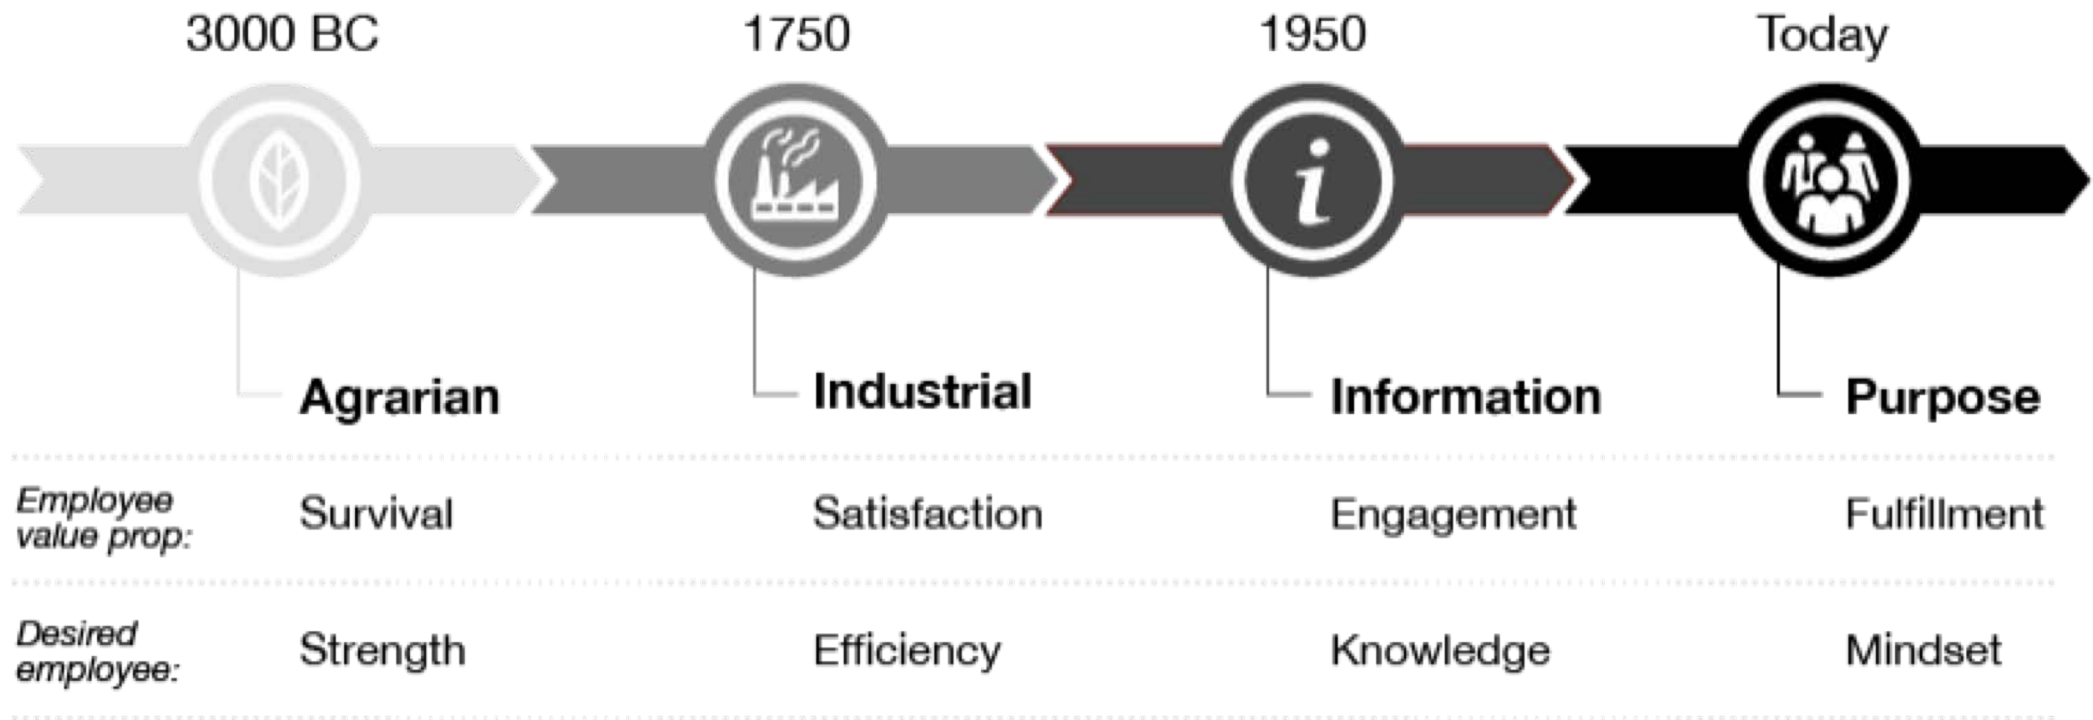 3000 BC 1750 1950 Today
i
Agrarian Industrial Information Purpose
Employee
value prop: Survival Satisfaction Engagement Fulfillment
Desired
employee: Strength Efficiency Knowledge Mindset